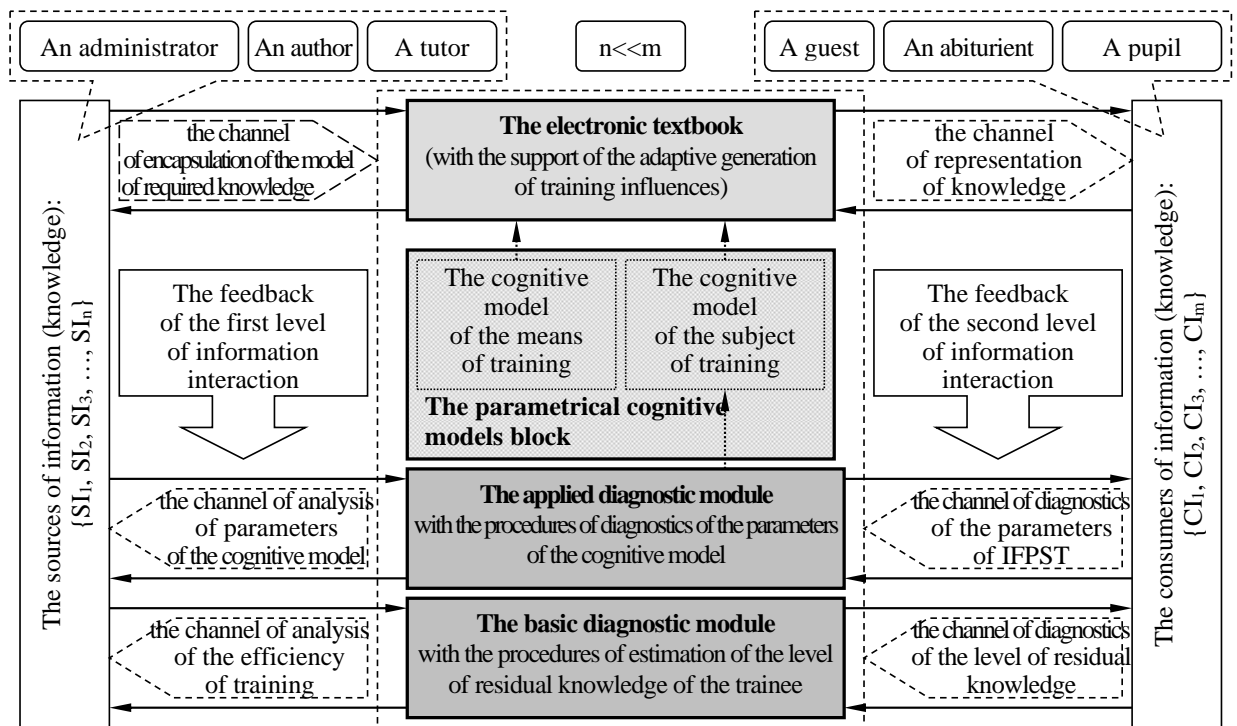 An administrator
An author
A tutor
n<<m
A guest
An abiturient
A pupil
The sources of information (knowledge):
{SI1, SI2, SI3, …, SIn}
the channel
of encapsulation of the model
of required knowledge
The electronic textbook
(with the support of the adaptive generation
of training influences)
the channel
of representation
of knowledge
The consumers of information (knowledge):
{CI1, CI2, CI3, …, CIm}
The feedback
of the first level
of information
interaction
The cognitive
model
of the means
of training
The cognitive
model
of the subject
of training
The parametrical cognitive
models block
The feedback
of the second level
of information
interaction
the channel of analysis
of parameters
of the cognitive model
The applied diagnostic module
with the procedures of diagnostics of the parameters
of the cognitive model
the channel of diagnostics
of the parameters
of IFPST
the channel of analysis
of the efficiency
of training
The basic diagnostic module
with the procedures of estimation of the level
of residual knowledge of the trainee
the channel of diagnostics
of the level of residual
knowledge